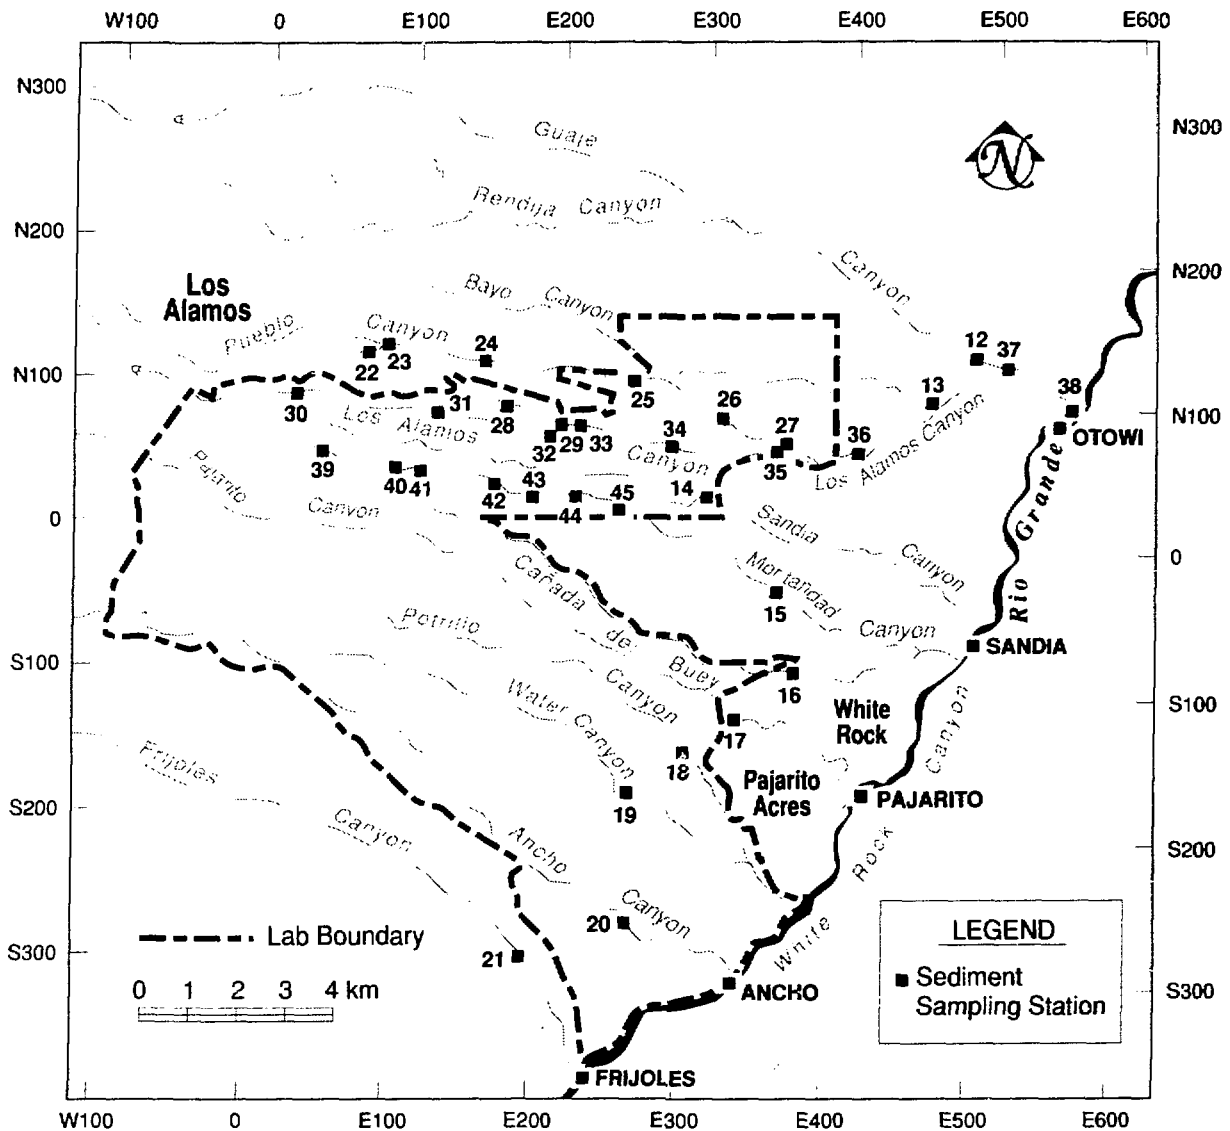 W100 0 E100 E200 E300 E400 E500 E600
N300
N300
Guaje
N
Rendija Canyon
N200
Canyon
N200
Los
Alamos
Bayo Canyon
Pueblo Canyon
24
12 37
22 23
N100
31
25
26
13
38
N100
30
Los Alamos
28
29 33
34
27
36
Los Alamos Canyon
OTOWI
32
Canyon
35
39
40 41
43
45
14
Pajarito
Canyon
42
44
0
Sandia
Canyon
0
Rio Grande
Cañada
de
Buey
Mortandad
Canyon
15
Potrillo
Canyon
SANDIA
S100
16
Water Canyon
White
Rock
S100
17
18
Frijoles
Canyon
19
Pajarito
Acres
PAJARITO
S200
Ancho
Canyon
White Rock Canyon
S200
20
LEGEND
Lab Boundary
21
S300
Sediment
Sampling Station
0 1 2 3 4 km
ANCHO
S300
FRIJOLES
W100 0 E100 E200 E300 E400 E500 E600